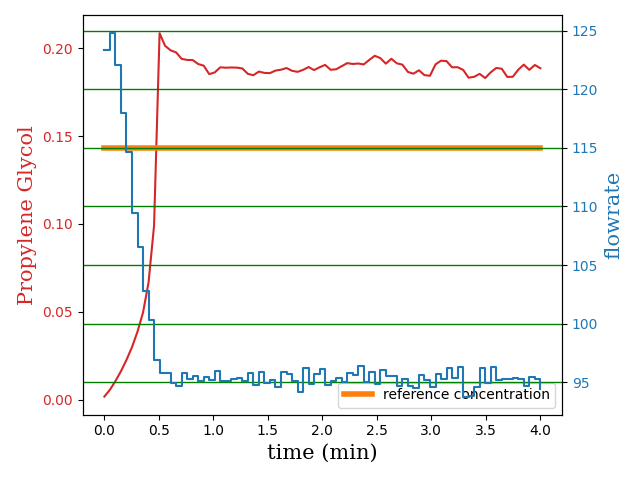 0.20
0.15
0.10
0.05
0.00
Propylene Glycol
125
120
115
110
105
100
95
flowrate
reference concentration
0.0 0.5 1.0 1.5 2.0 2.5 3.0 3.5 4.0
time (min)